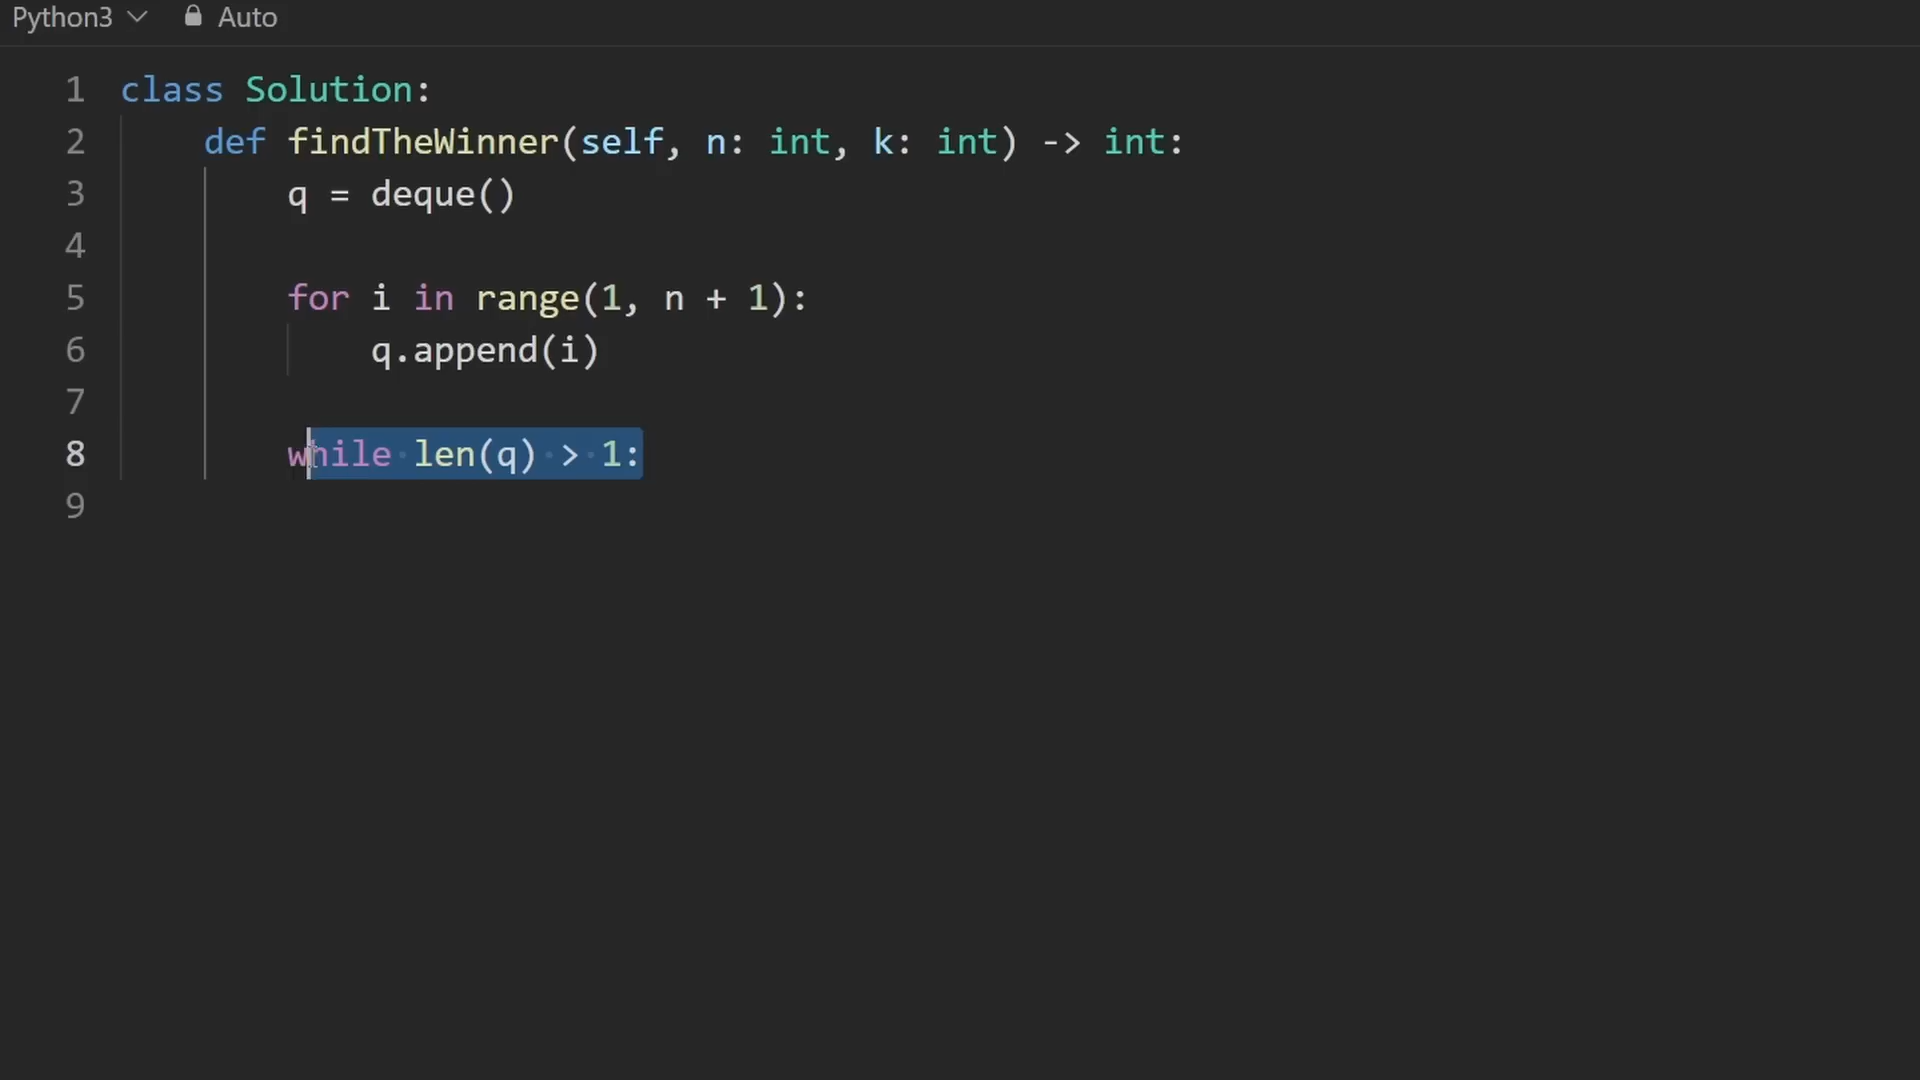 Python3 Auto
1 class Solution:
2 def findTheWinner(self, n: int, k: int) -> int:
3 q = deque()
4
5 for i in range(1, n + 1):
6 q.append(i)
7
8 while len(q) > 1:
9